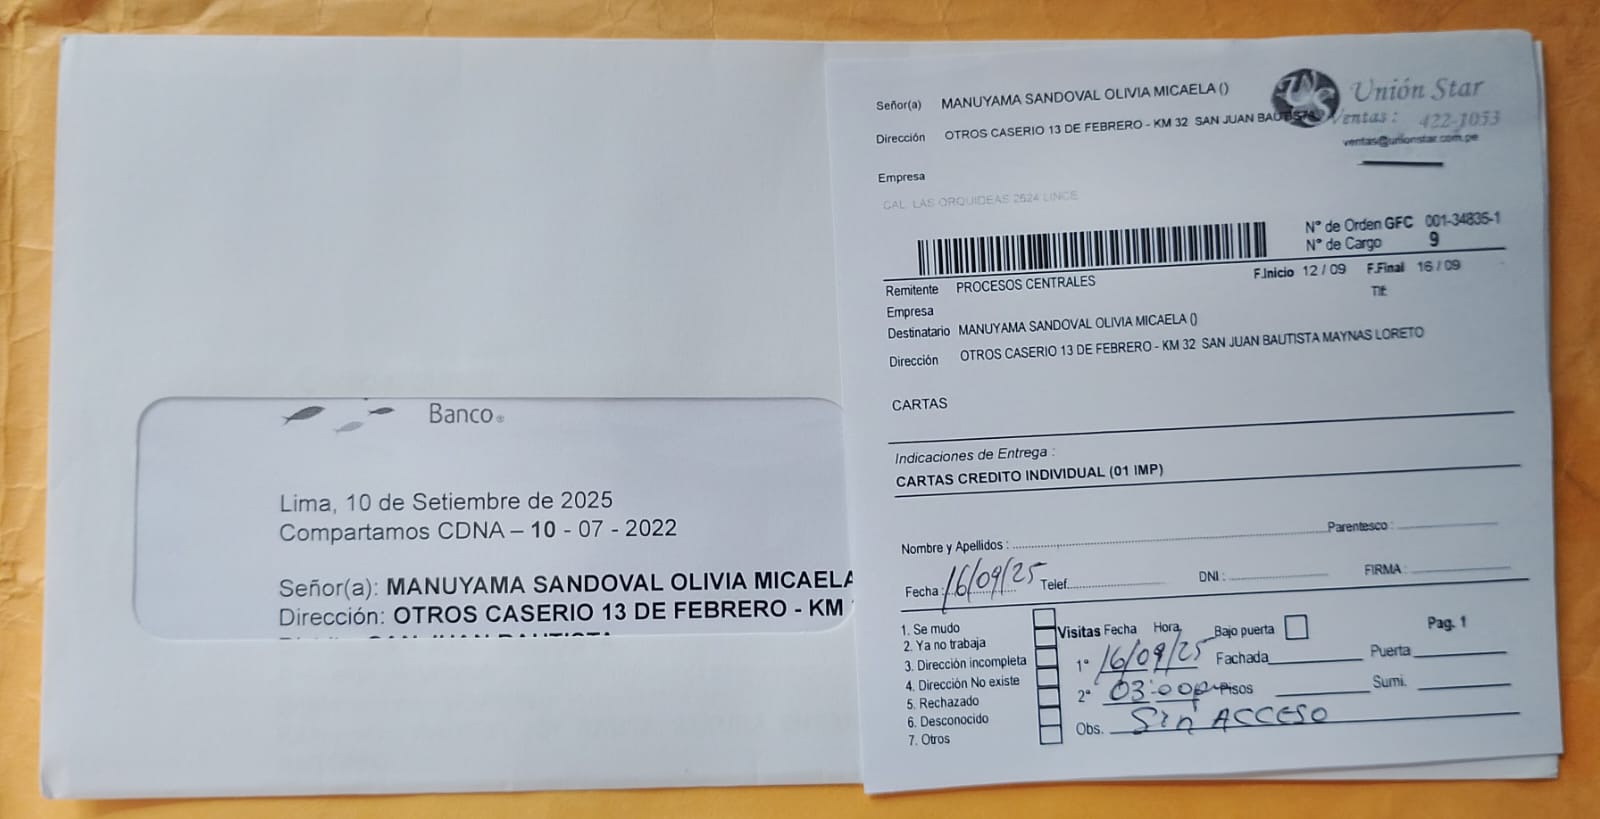 Banco®
Lima, 10 de Setiembre de 2025
Compartamos CDNA – 10 - 07 - 2022
Señor(a): MANUYAMA SANDOVAL OLIVIA MICAELA
Dirección: OTROS CASERIO 13 DE FEBRERO - KM
Señor(a) MANUYAMA SANDOVAL OLIVIA MICAELA ()
Dirección OTROS CASERIO 13 DE FEBRERO - KM 32 SAN JUAN BAUTISTA
US Unión Star
Ventas: 422-1053
ventas@unionstar.com.pe
Empresa
CAL. LAS ORQUIDEAS 2624 LINCE
N° de Orden GFC 001-34835-1
N° de Cargo 9
F.Inicio 12 / 09 F.Final 16 / 09
Remitente PROCESOS CENTRALES
Tlf:
Empresa
Destinatario MANUYAMA SANDOVAL OLIVIA MICAELA ()
Dirección OTROS CASERIO 13 DE FEBRERO - KM 32 SAN JUAN BAUTISTA MAYNAS LORETO
CARTAS
Indicaciones de Entrega :
CARTAS CREDITO INDIVIDUAL (01 IMP)
Nombre y Apellidos : Parentesco :
Fecha : 16/09/25 Telef. DNI : FIRMA :
1. Se mudo
2. Ya no trabaja
3. Dirección incompleta
4. Dirección No existe
5. Rechazado
6. Desconocido
7. Otros
Visitas Fecha Hora Bajo puerta Pag. 1
1° 16/09/25 Fachada Puerta
2° 03:00p Pisos Sumi.
Obs. Sin ACCESO